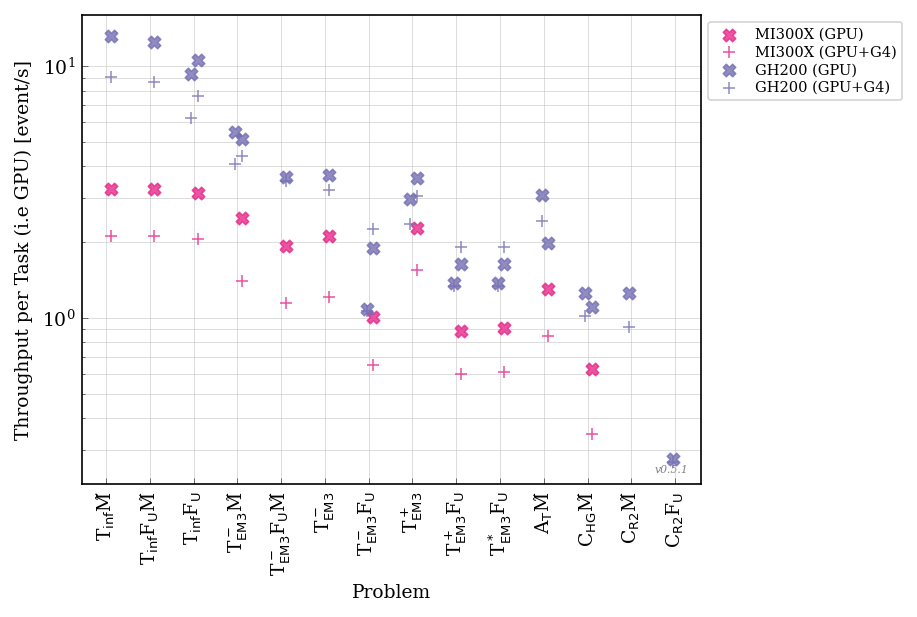 MI300X (GPU)
MI300X (GPU+G4)
GH200 (GPU)
GH200 (GPU+G4)
10¹
10⁰
Throughput per Task (i.e GPU) [event/s]
v0.5.1
T_inf M
T_inf F_U M
T_inf F_U
T⁻_EM3 M
T⁻_EM3 F_U M
T⁻_EM3
T⁻_EM3 F_U
T⁺_EM3
T⁺_EM3 F_U
T*_EM3 F_U
A_T M
C_HG M
C_R2 M
C_R2 F_U
Problem